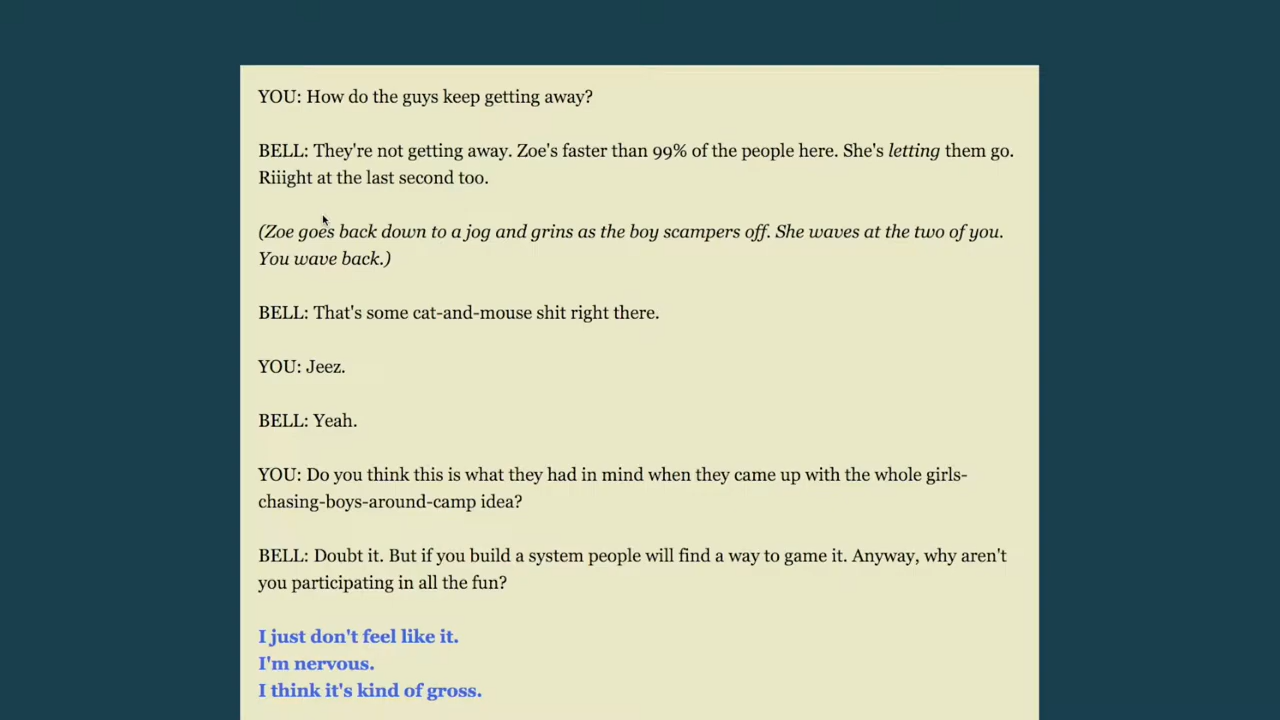 YOU: How do the guys keep getting away?
BELL: They're not getting away. Zoe's faster than 99% of the people here. She's letting them go.
Riiight at the last second too.
(Zoe goes back down to a jog and grins as the boy scampers off. She waves at the two of you.
You wave back.)
BELL: That's some cat-and-mouse shit right there.
YOU: Jeez.
BELL: Yeah.
YOU: Do you think this is what they had in mind when they came up with the whole girls-
chasing-boys-around-camp idea?
BELL: Doubt it. But if you build a system people will find a way to game it. Anyway, why aren't
you participating in all the fun?
I just don't feel like it.
I'm nervous.
I think it's kind of gross.